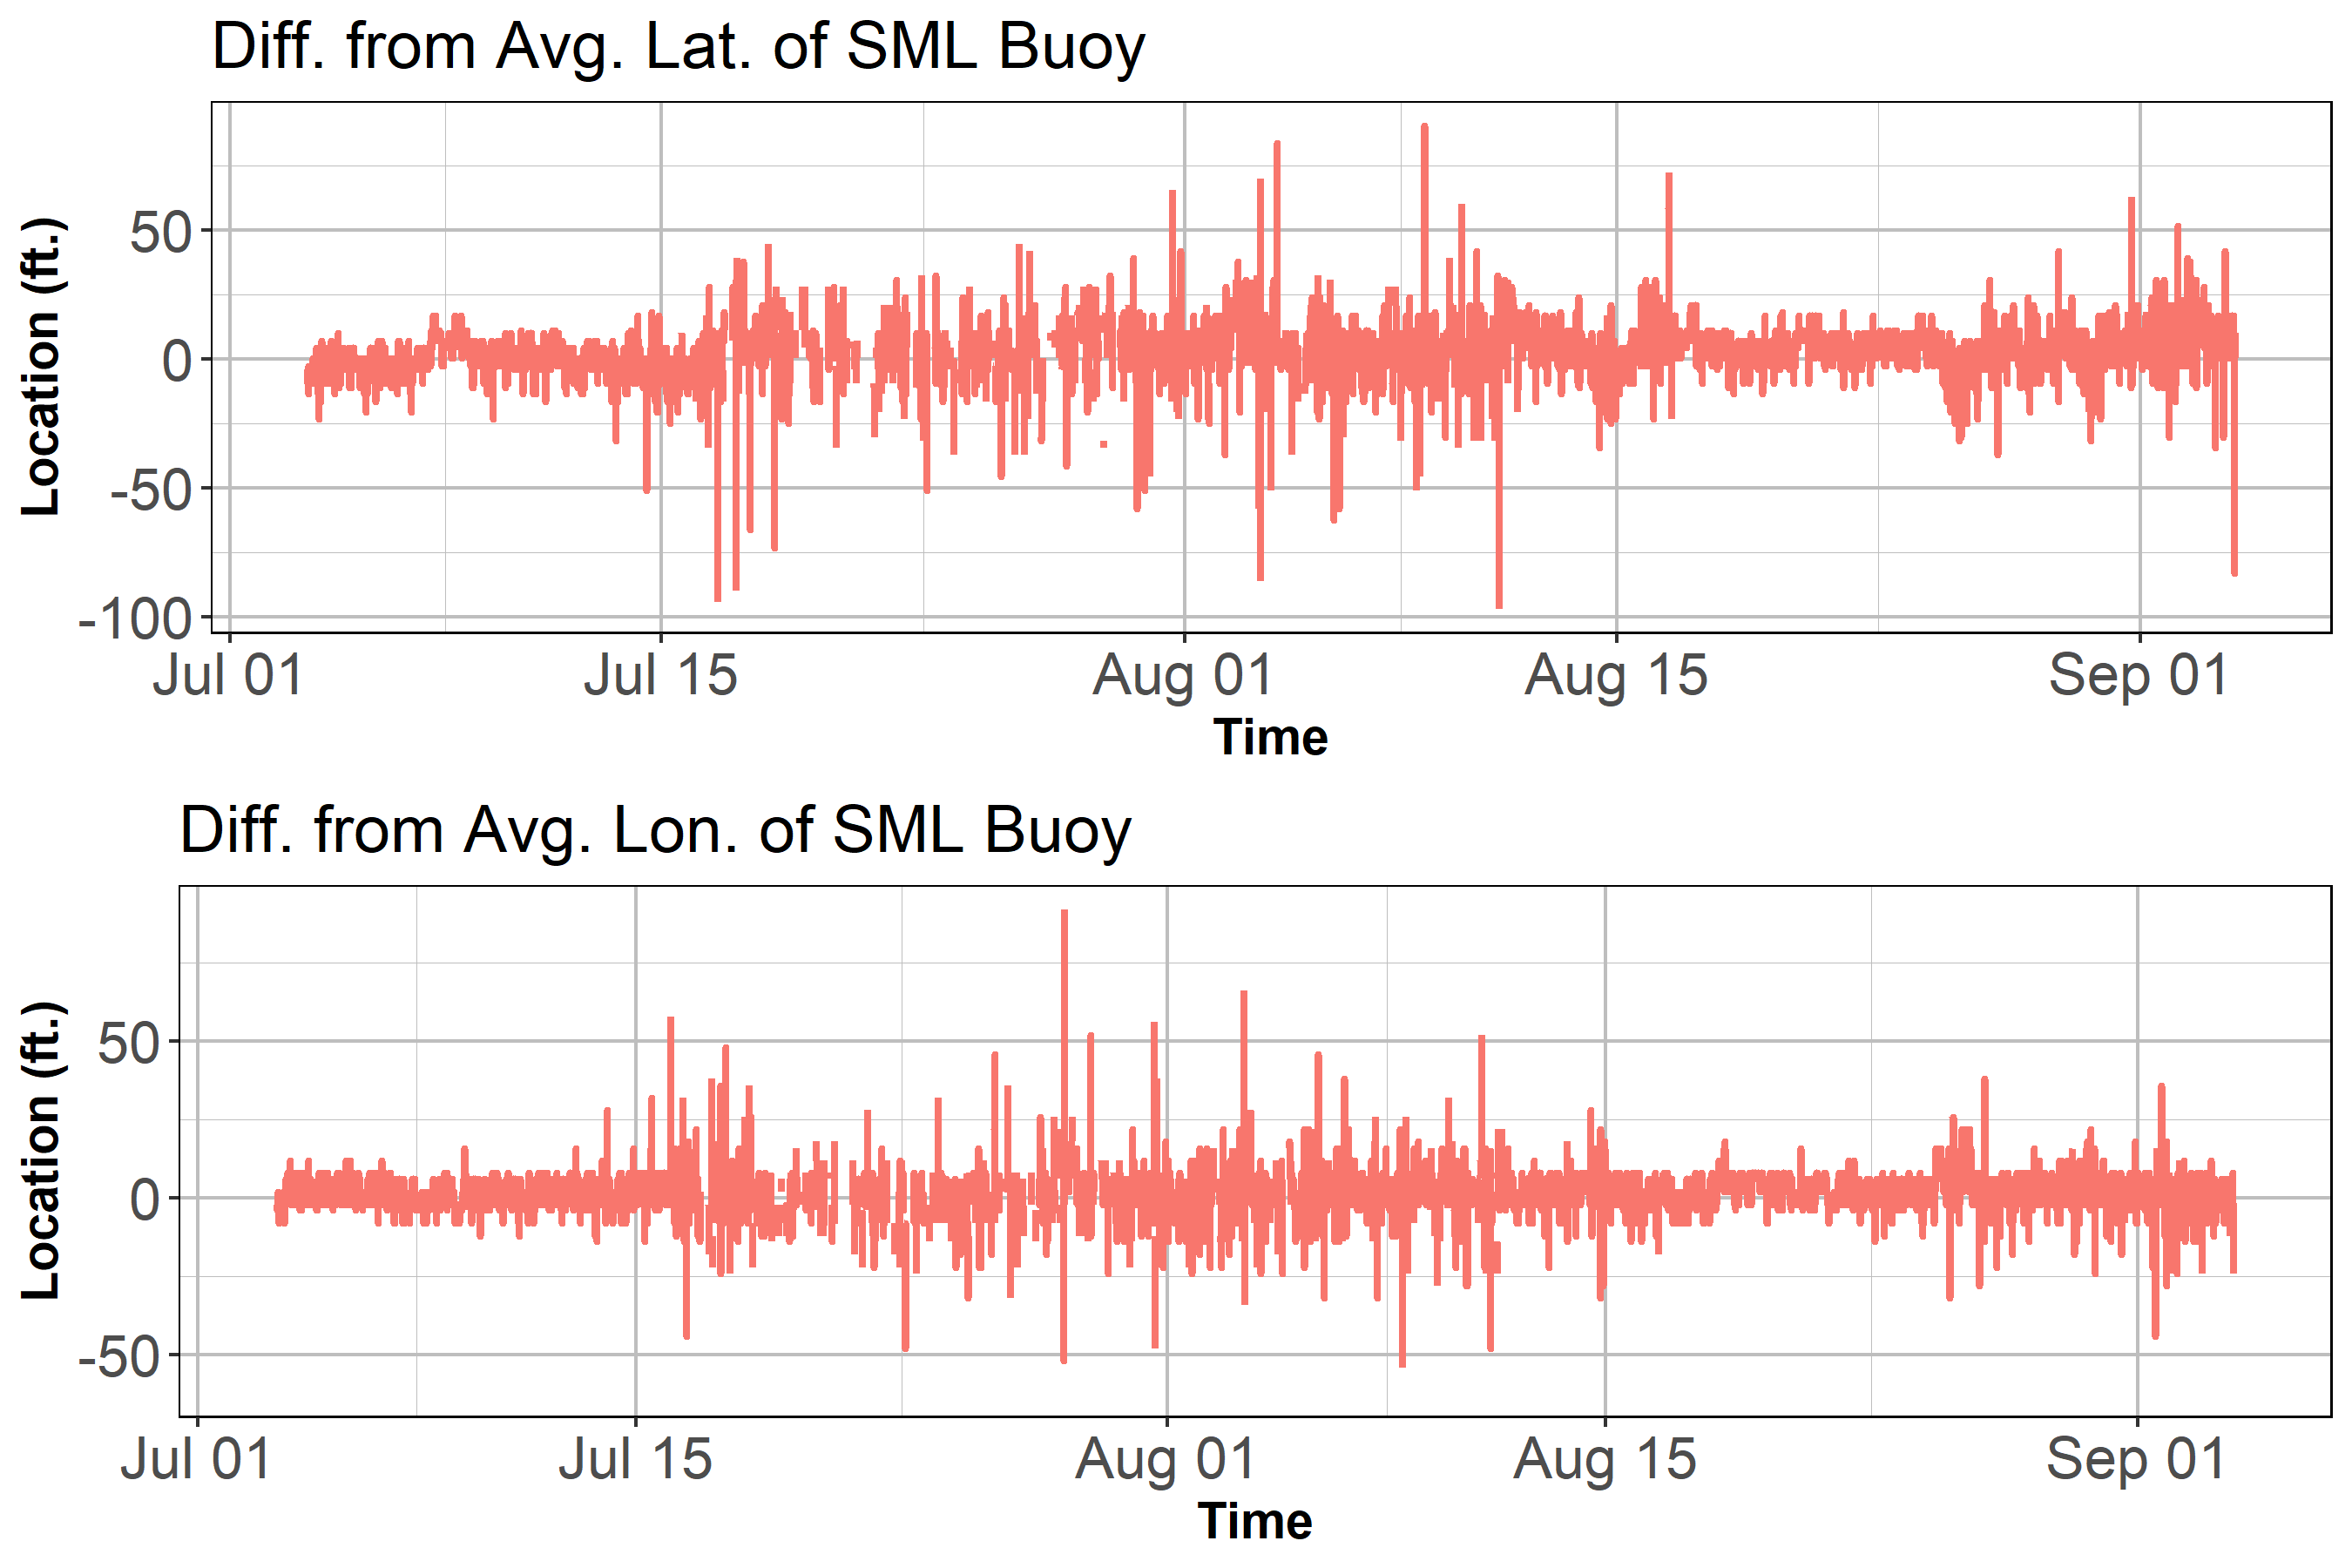 Diff. from Avg. Lat. of SML Buoy
Location (ft.)
50
0
-50
-100
Jul 01 Jul 15 Aug 01 Aug 15 Sep 01
Time
Diff. from Avg. Lon. of SML Buoy
Location (ft.)
50
0
-50
Jul 01 Jul 15 Aug 01 Aug 15 Sep 01
Time